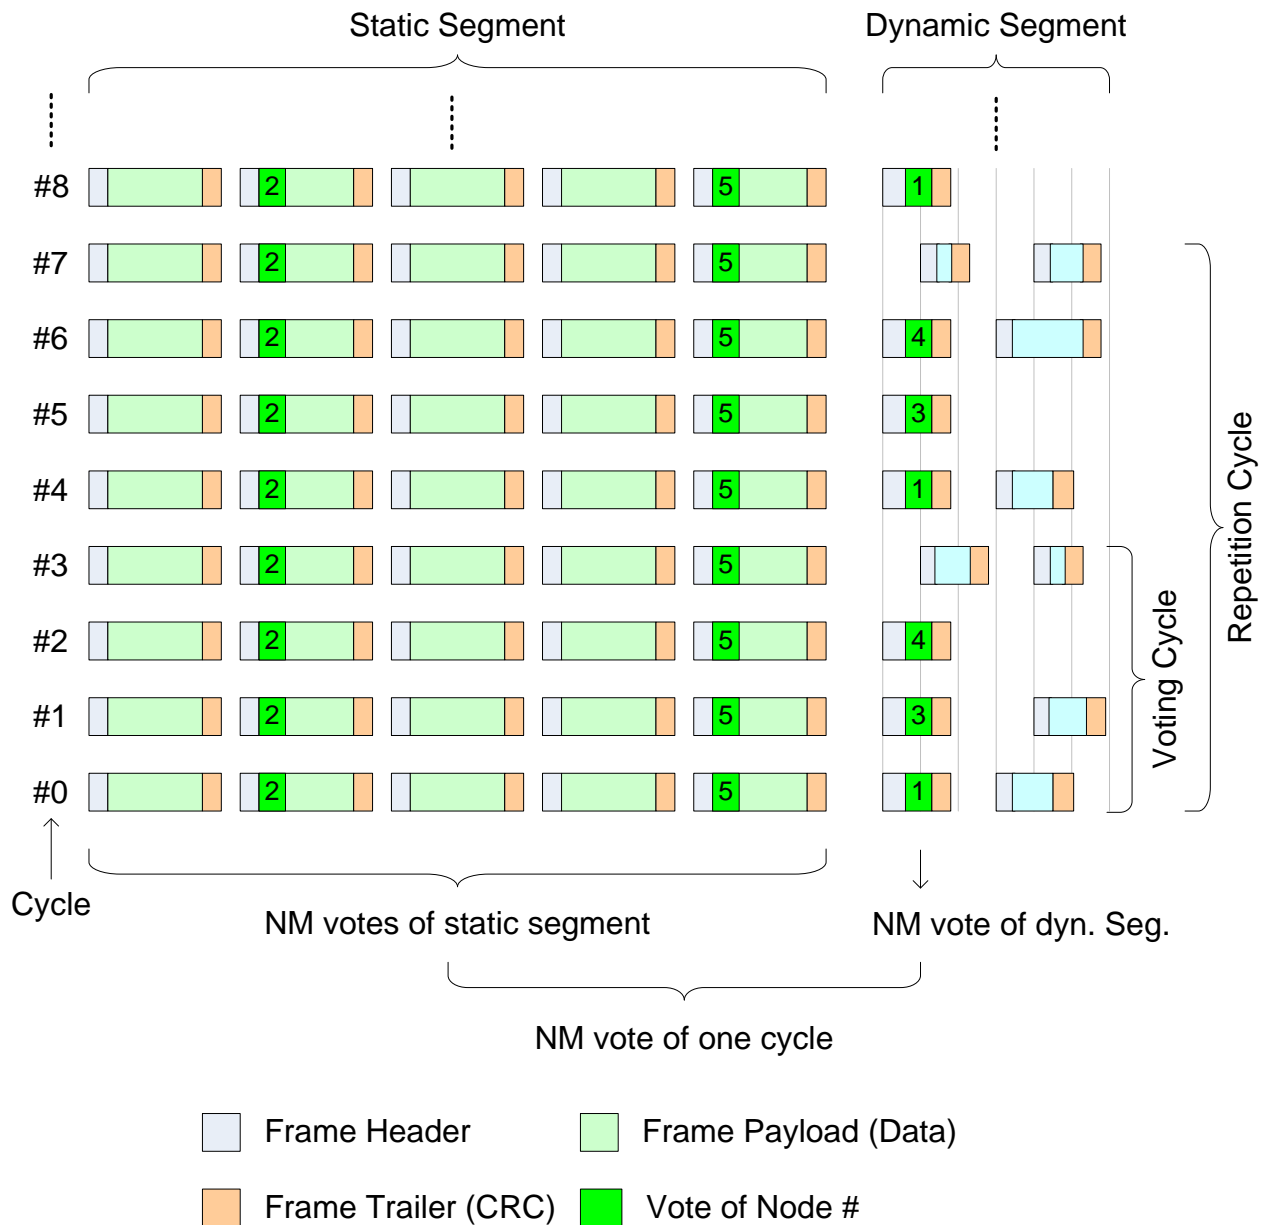 Static Segment Dynamic Segment
#8 2 5 1
#7 2 5
#6 2 5 4
#5 2 5 3
#4 2 5 1
#3 2 5
#2 2 5 4
#1 2 5 3
#0 2 5 1
Voting Cycle
Repetition Cycle
Cycle
NM votes of static segment NM vote of dyn. Seg.
NM vote of one cycle
Frame Header Frame Payload (Data)
Frame Trailer (CRC) Vote of Node #